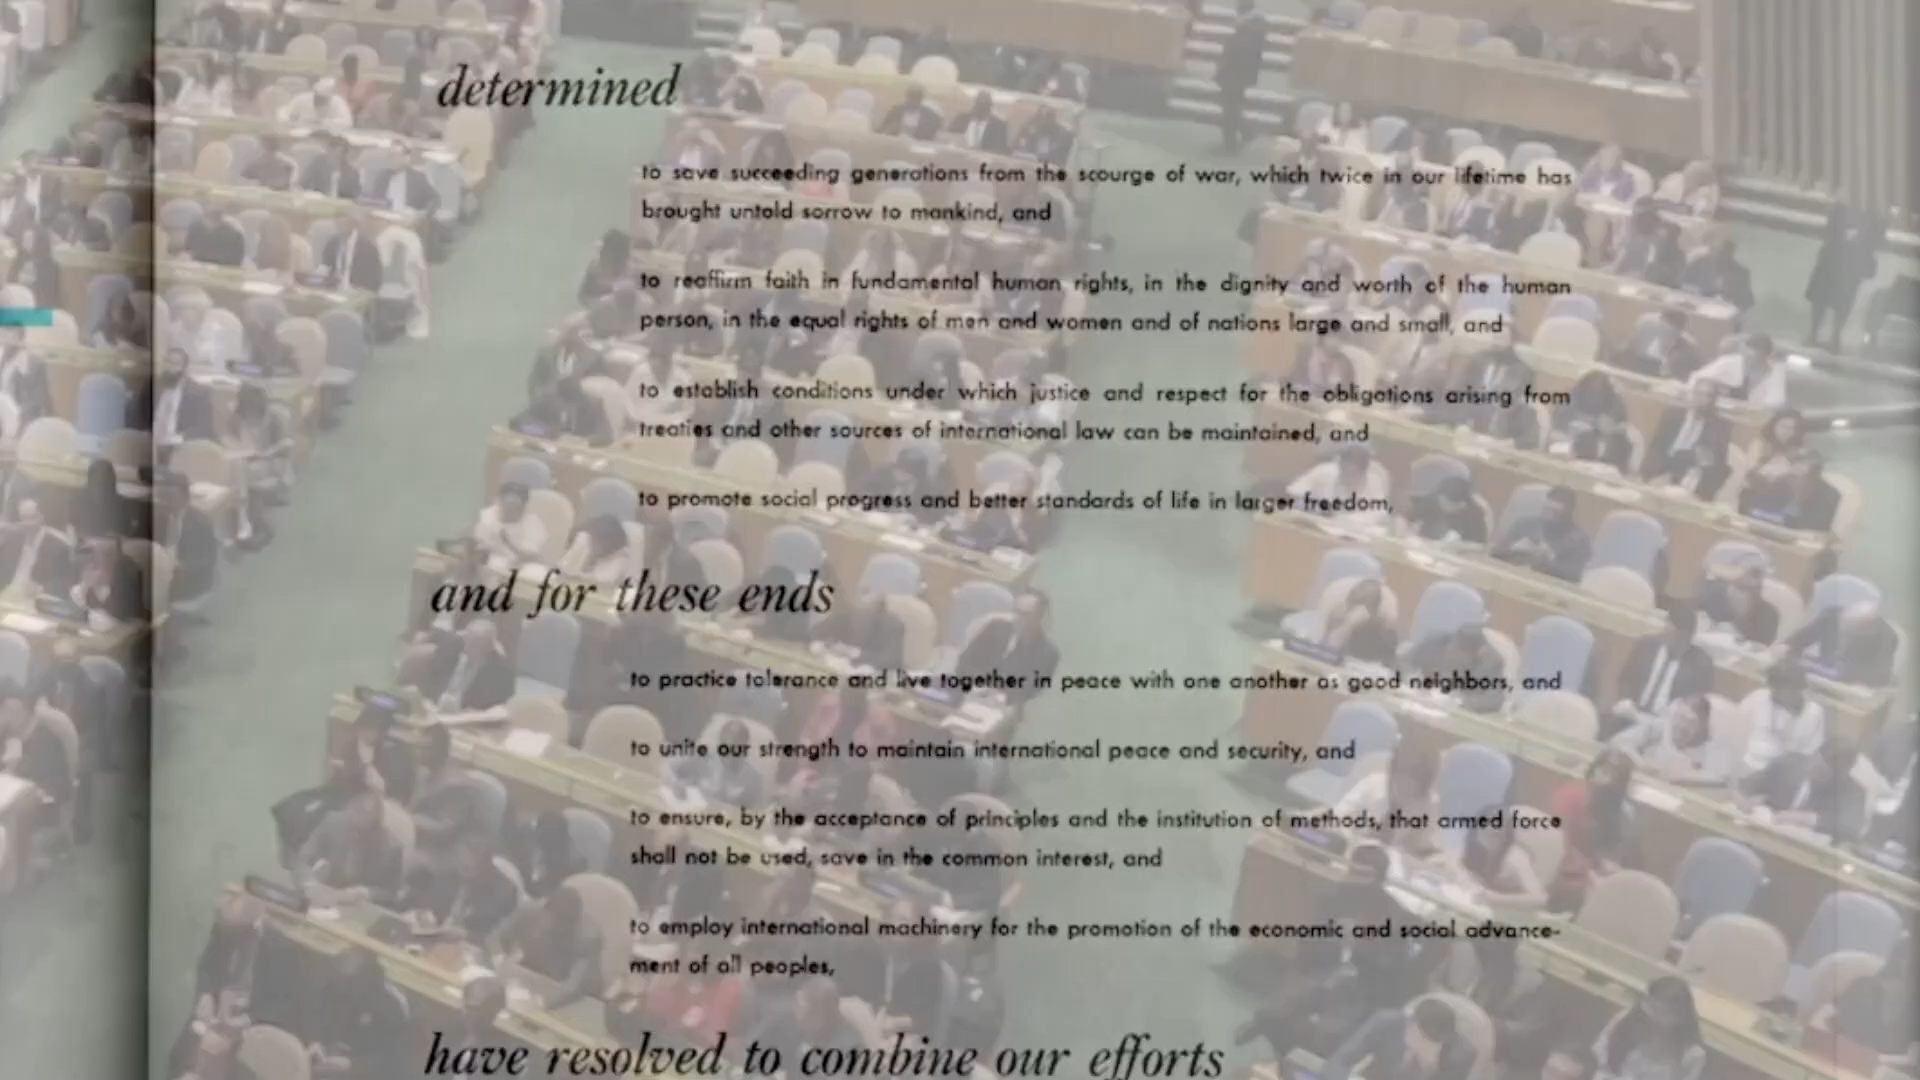 determined
to save succeeding generations from the scourge of war, which twice in our lifetime has
brought untold sorrow to mankind, and
to reaffirm faith in fundamental human rights, in the dignity and worth of the human
person, in the equal rights of men and women and of nations large and small, and
to establish conditions under which justice and respect for the obligations arising from
treaties and other sources of international law can be maintained, and
to promote social progress and better standards of life in larger freedom,
and for these ends
to practice tolerance and live together in peace with one another as good neighbors, and
to unite our strength to maintain international peace and security, and
to ensure, by the acceptance of principles and the institution of methods, that armed force
shall not be used, save in the common interest, and
to employ international machinery for the promotion of the economic and social advance-
ment of all peoples,
have resolved to combine our efforts